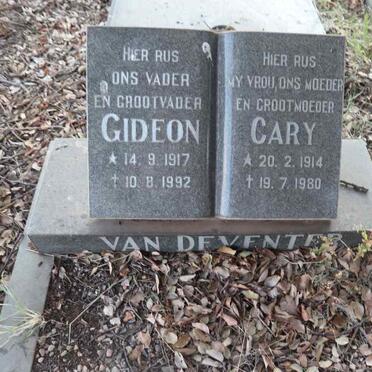 HIER RUS
ONS VADER
EN GROOTVADER
GIDEON
★ 14. 9. 1917
† 10. 8. 1992
HIER RUS
MY VROU, ONS MOEDER
EN GROOTMOEDER
CARY
★ 20. 2. 1914
† 19. 7. 1980
VAN DEVENTER